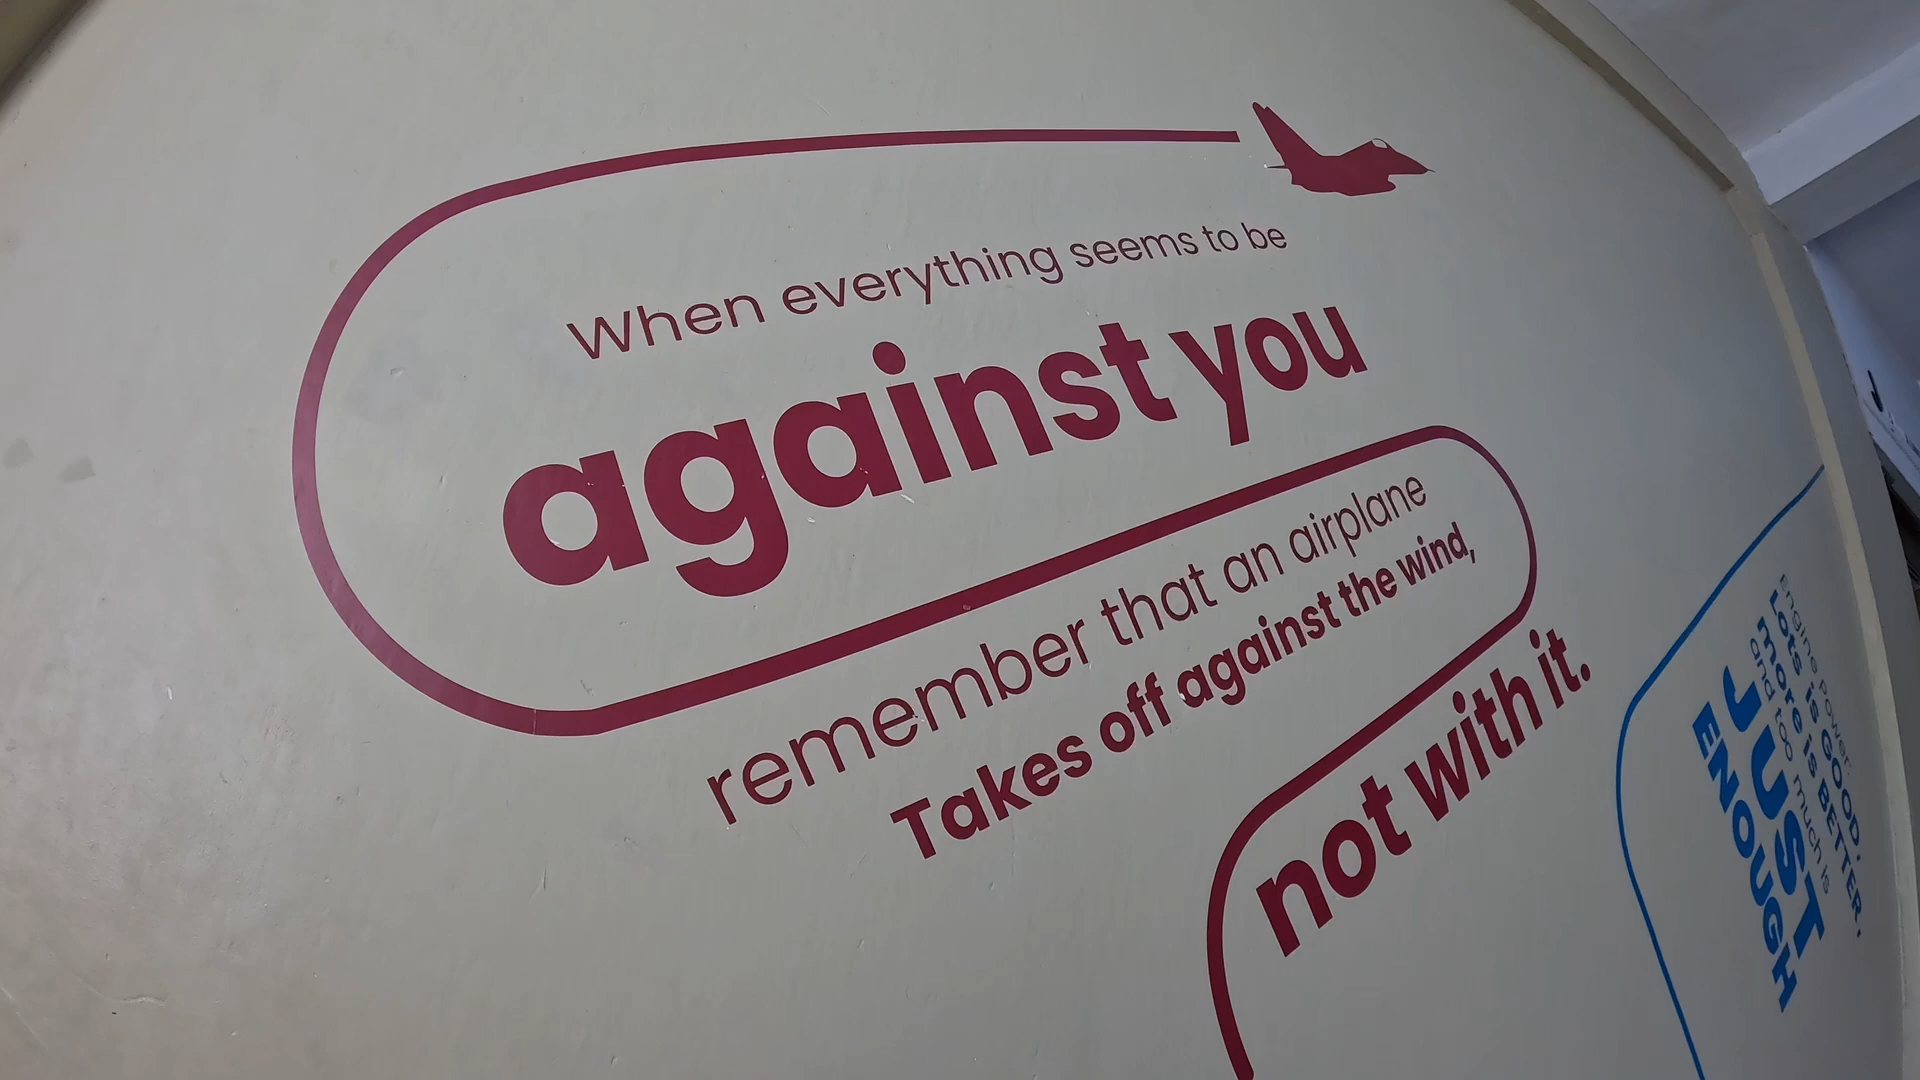 When everything seems to be
against you
remember that an airplane
Takes off against the wind,
not with it.
Engine power:
Lots is GOOD.
more is BETTER,
and too much is
JUST
ENOUGH